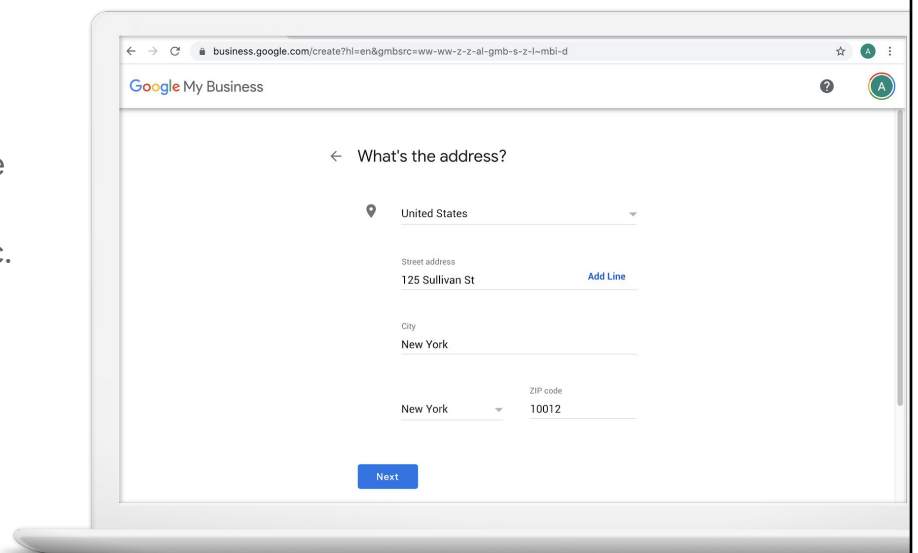 business.google.com/create?hl=en&gmbsrc=ww-ww-z-z-al-gmb-s-z-l~mbi-d
A
Google My Business
A
What's the address?
United States
Street address
125 Sullivan St
Add Line
City
New York
ZIP code
New York
10012
Next